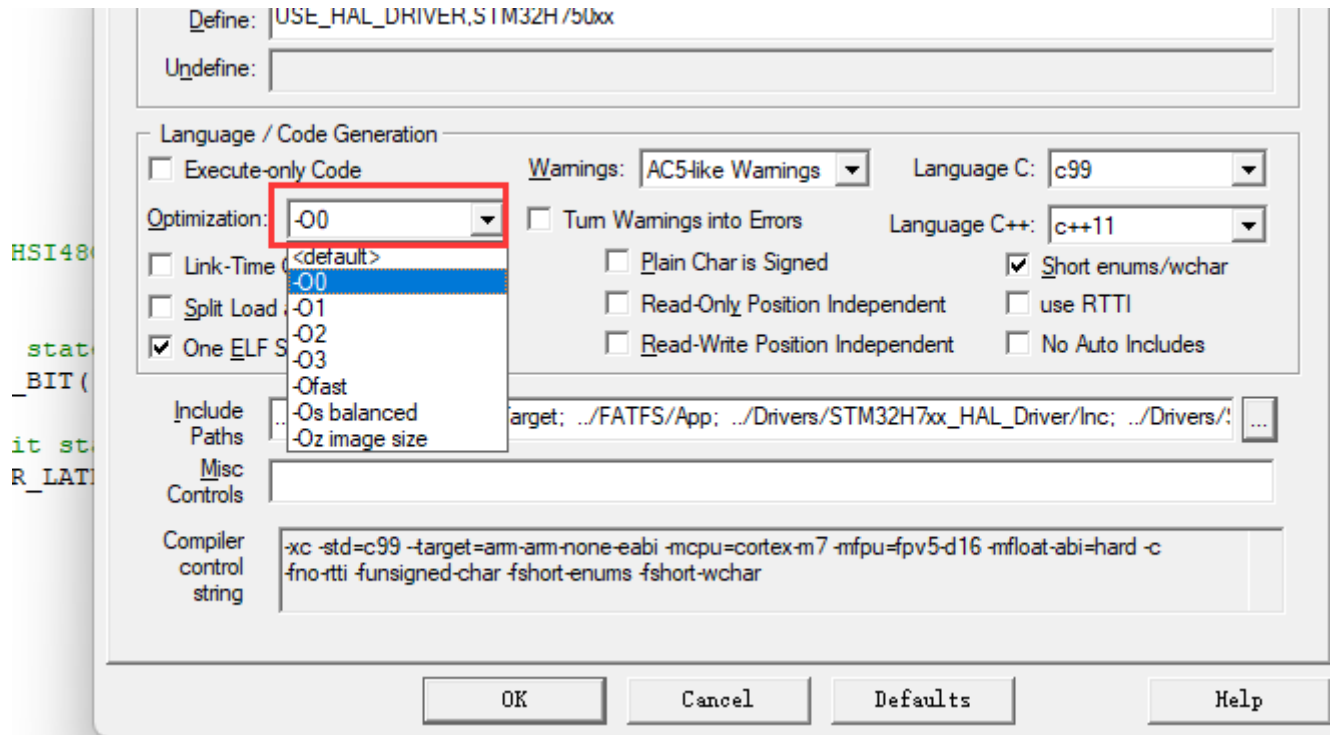 Define: USE_HAL_DRIVER,STM32H750xx
Undefine:
Language / Code Generation
Execute-only Code Warnings: AC5-like Warnings Language C: c99
Optimization: -O0 Turn Warnings into Errors Language C++: c++11
HSI48
<default>
Link-Time Plain Char is Signed Short enums/wchar
-O0
Split Load Read-Only Position Independent use RTTI
-O1
-O2
stat
One ELF S Read-Write Position Independent No Auto Includes
-O3
_BIT(
-Ofast
Include Paths
-Os balanced
arget; ../FATFS/App; ../Drivers/STM32H7xx_HAL_Driver/Inc; ../Drivers/ ...
-Oz image size
it st
R_LAT
Misc
Controls
Compiler
control
string
-xc -std=c99 --target=arm-arm-none-eabi -mcpu=cortex-m7 -mfpu=fpv5-d16 -mfloat-abi=hard -c
-fno-rtti -funsigned-char -fshort-enums -fshort-wchar
OK Cancel Defaults Help